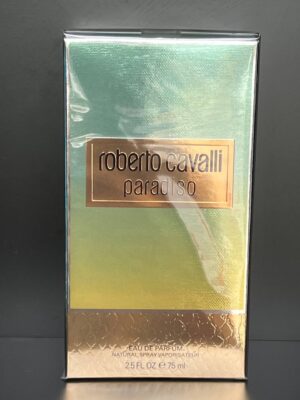 roberto cavalli
paradiso
EAU DE PARFUM
NATURAL SPRAY VAPORISATEUR
2.5 FL OZ ℮ 75 ml